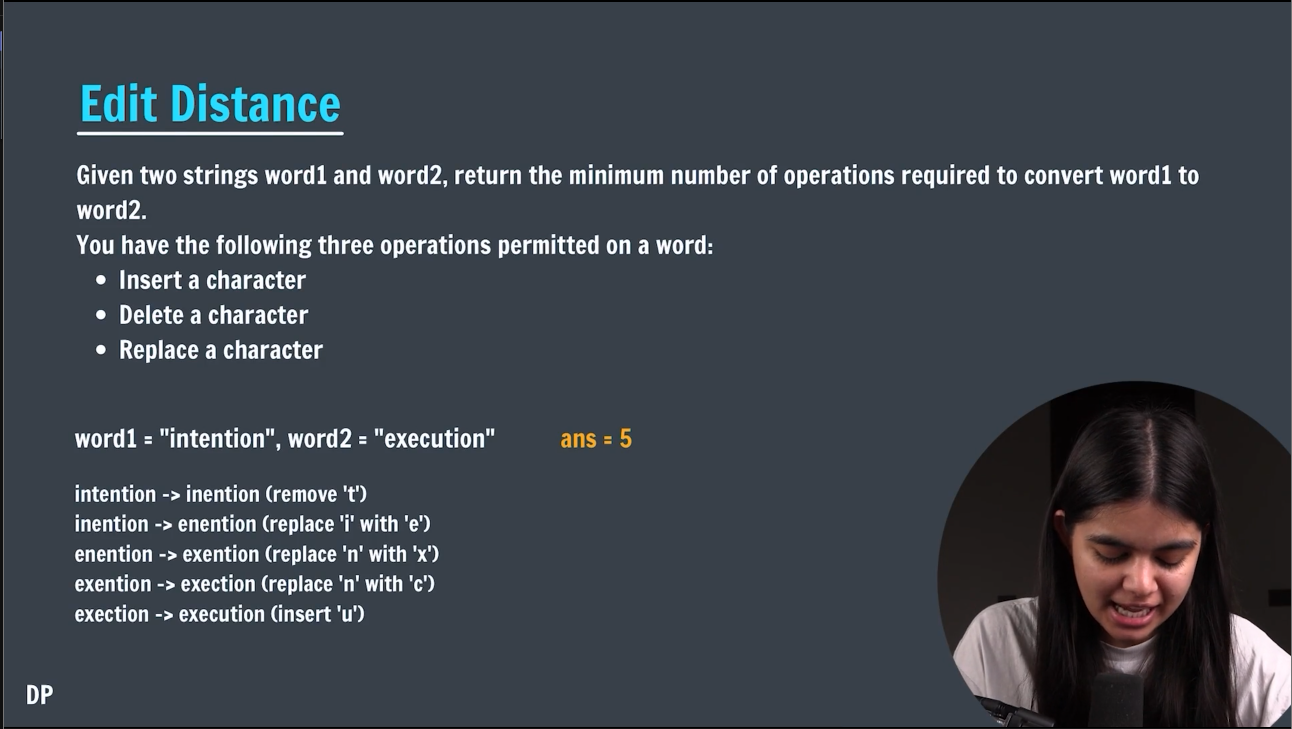 Edit Distance
Given two strings word1 and word2, return the minimum number of operations required to convert word1 to
word2.
You have the following three operations permitted on a word:
• Insert a character
• Delete a character
• Replace a character
word1 = "intention", word2 = "execution" ans = 5
intention -> inention (remove 't')
inention -> enention (replace 'i' with 'e')
enention -> exention (replace 'n' with 'x')
exention -> exection (replace 'n' with 'c')
exection -> execution (insert 'u')
DP